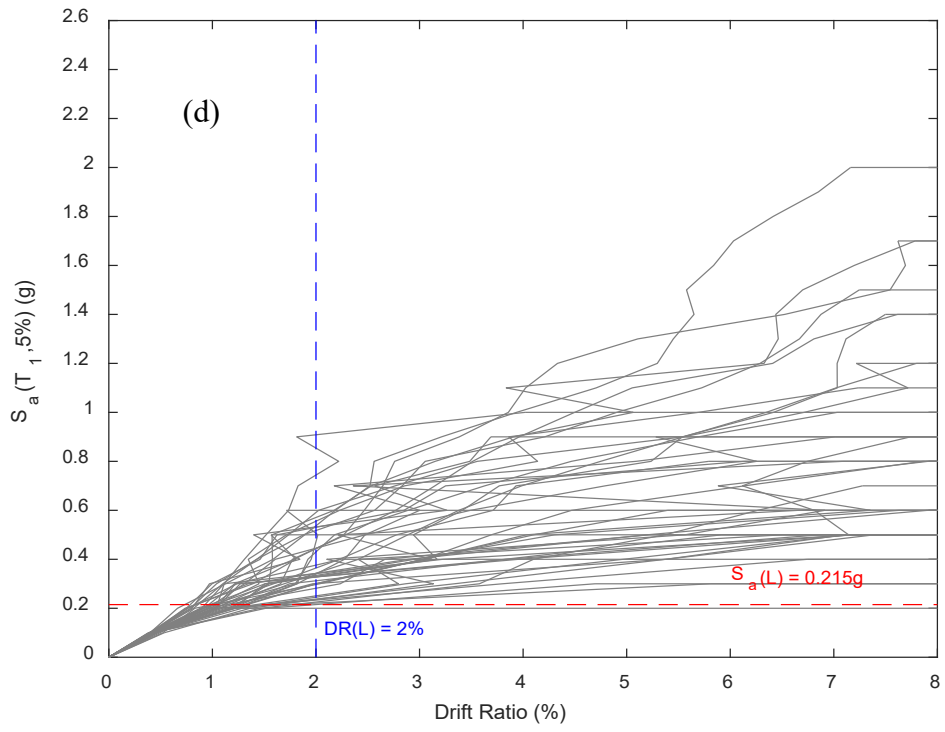 2.6
2.4
2.2
2
1.8
1.6
1.4
1.2
1
0.8
0.6
0.4
0.2
0
S a (T 1 ,5%) (g)
(d)
S a (L) = 0.215g
DR(L) = 2%
0 1 2 3 4 5 6 7 8
Drift Ratio (%)